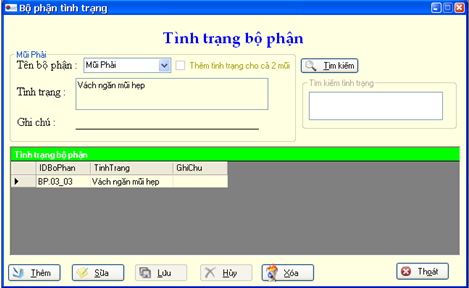 Bộ phận tình trạng
Tình trạng bộ phận
Mũi Phải
Tên bộ phận : Mũi Phải Thêm tình trạng cho cả 2 mũi Tìm kiếm
Tình trạng : Vách ngăn mũi hẹp
Tìm kiếm tình trạng
Ghi chú :
Tình trạng bộ phận
IDBoPhan TinhTrang GhiChu
BP.03_03 Vách ngăn mũi hẹp
Thêm Sửa Lưu Hủy Xóa Thoát